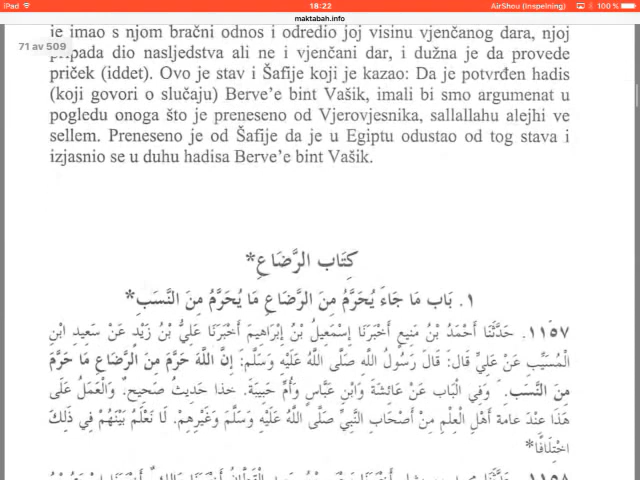 iPad
18:22
AirShou (Inspelning)
100 %
maktabah.info
71 av 509
je imao s njom bračni odnos i odredio joj visinu vjenčanog dara, njoj
pripada dio nasljedstva ali ne i vjenčani dar, i dužna je da provede
priček (iddet). Ovo je stav i Šafije koji je kazao: Da je potvrđen hadis
(koji govori o slučaju) Berve'e bint Vašik, imali bi smo argumenat u
pogledu onoga što je preneseno od Vjerovjesnika, sallallahu alejhi ve
sellem. Preneseno je od Šafije da je u Egiptu odustao od tog stava i
izjasnio se u duhu hadisa Berve'e bint Vašik.
كِتَاب الرَّضَاعِ*
١. بَاب مَا جَاءَ يُحَرَّمُ مِنَ الرَّضَاعِ مَا يُحَرَّمُ مِنَ النَّسَبِ*
١١٥٧. حَدَّثَنَا أَحْمَدُ بْنُ مَنِيعٍ أَخْبَرَنَا إِسْمَعِيلُ بْنُ إِبْرَاهِيمَ أَخْبَرَنَا عَلِيُّ بْنُ زَيْدٍ عَنْ سَعِيدِ ابْنِ
الْمُسَيَّبِ عَنْ عَلِيٍّ قَالَ: قَالَ رَسُولُ اللهِ صَلَّى اللَّهُ عَلَيْهِ وَسَلَّمَ: إِنَّ اللَّهَ حَرَّمَ مِنَ الرَّضَاعِ مَا حَرَّمَ
مِنَ النَّسَبِ. وَفِي الْبَاب عَنْ عَائِشَةَ وَابْنِ عَبَّاسٍ وَأُمِّ حَبِيبَةَ. خذا حَدِيثُ صَحِيحٌ. وَالْعَمَلُ عَلَى
هَذَا عِنْدَ عامة أَهْلِ الْعِلْمِ مِنْ أَصْحَابِ النَّبِيِّ صَلَّى اللَّهُ عَلَيْهِ وَسَلَّمَ وَغَيْرِهِمْ. لَا نَعْلَمُ بَيْنَهُمْ فِي ذَلِكَ
اخْتِلَافًا*
١١٥٨